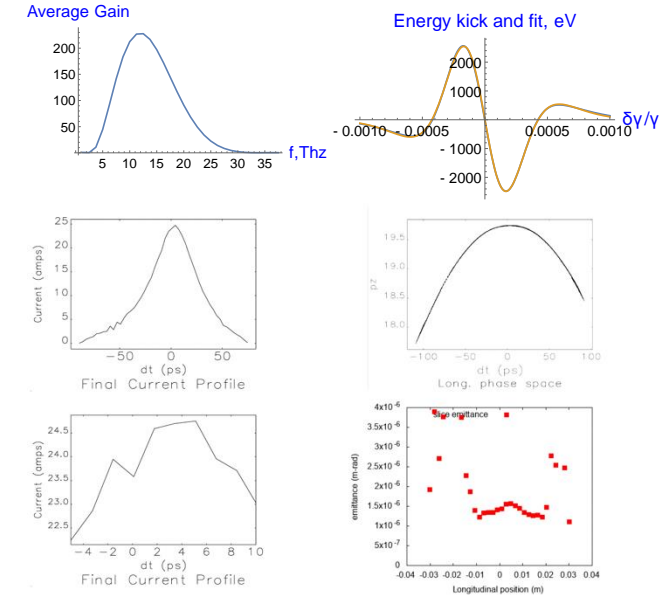 Average Gain
200
150
100
50
5 10 15 20 25 30 35
f,Thz
Energy kick and fit, eV
2000
1000
- 1000
- 2000
- 0.0010 - 0.0005 0.0005 0.0010
δγ/γ
25
20
15
10
5
0
Current (amps)
−50 0 50
dt (ps)
Final Current Profile
19.5
19.0
18.5
18.0
pz
−100 −50 0 50 100
dt (ps)
Long. phase space
24.5
24.0
23.5
23.0
22.5
Current (amps)
−4 −2 0 2 4 6 8 10
dt (ps)
Final Current Profile
slice emittance
4x10-6
3.5x10-6
3x10-6
2.5x10-6
2x10-6
1.5x10-6
1x10-6
5x10-7
0
emittance (m-rad)
-0.04 -0.03 -0.02 -0.01 0 0.01 0.02 0.03 0.04
Longitudinal position (m)